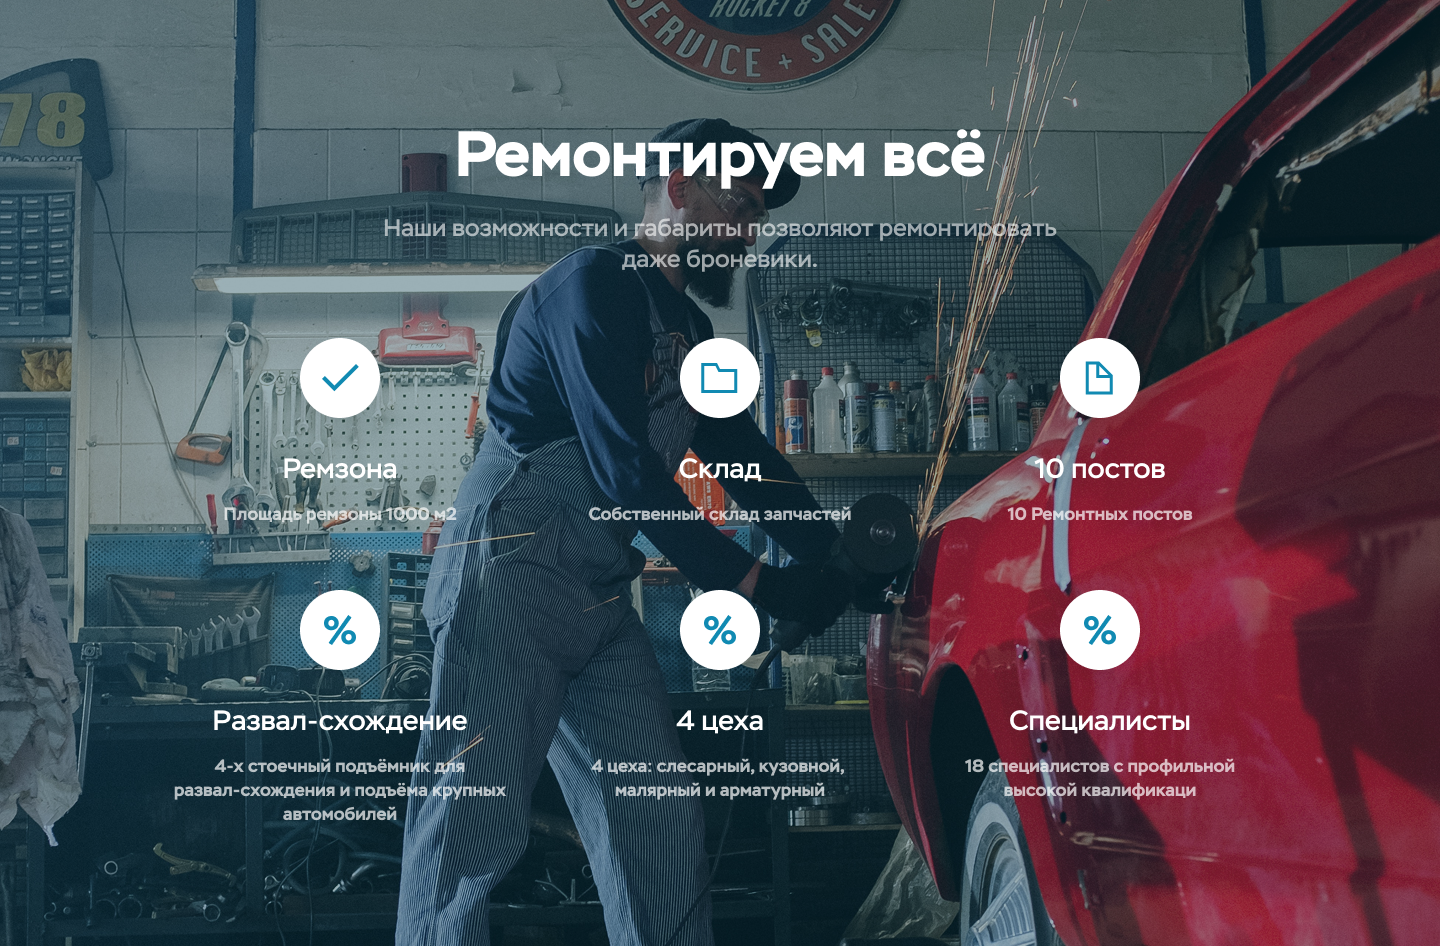 ROCKET 8
SERVICE + SALE
78
Ремонтируем всё
Наши возможности и габариты позволяют ремонтировать
даже броневики.
Ремзона
Склад
10 постов
Площадь ремзоны 1000 м2
Собственный склад запчастей
10 Ремонтных постов
%
%
%
Развал-схождение
4 цеха
Специалисты
4-х стоечный подъёмник для
развал-схождения и подъёма крупных
автомобилей
4 цеха: слесарный, кузовной,
малярный и арматурный
18 специалистов с профильной
высокой квалификаци